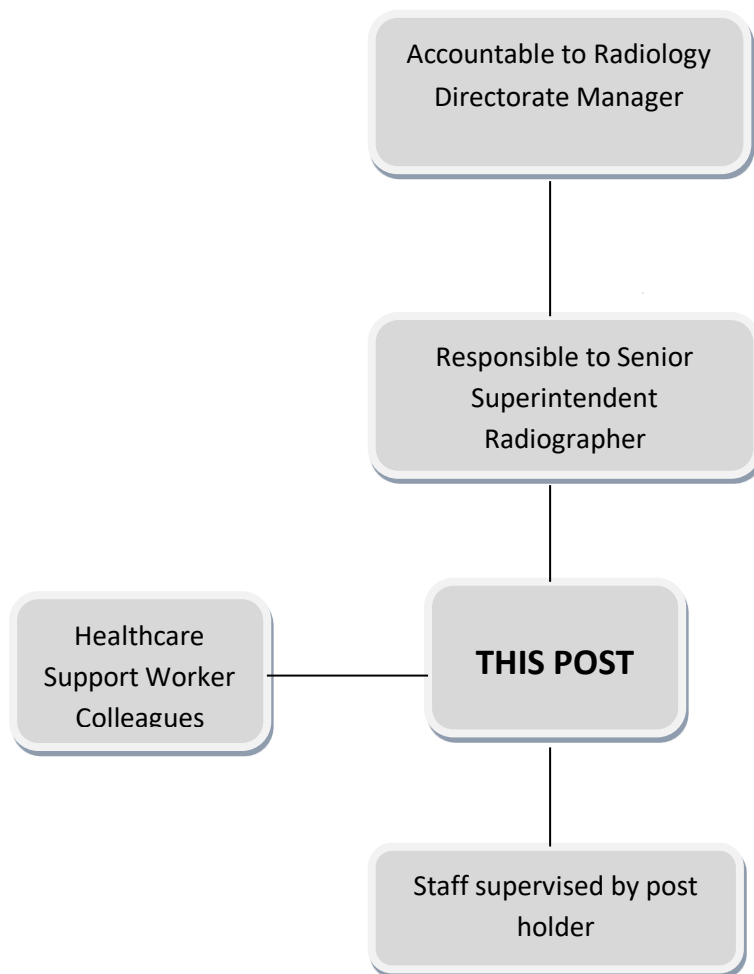 Accountable to Radiology
Directorate Manager
Responsible to Senior
Superintendent
Radiographer
Healthcare
Support Worker
Colleagues
THIS POST
Staff supervised by post
holder